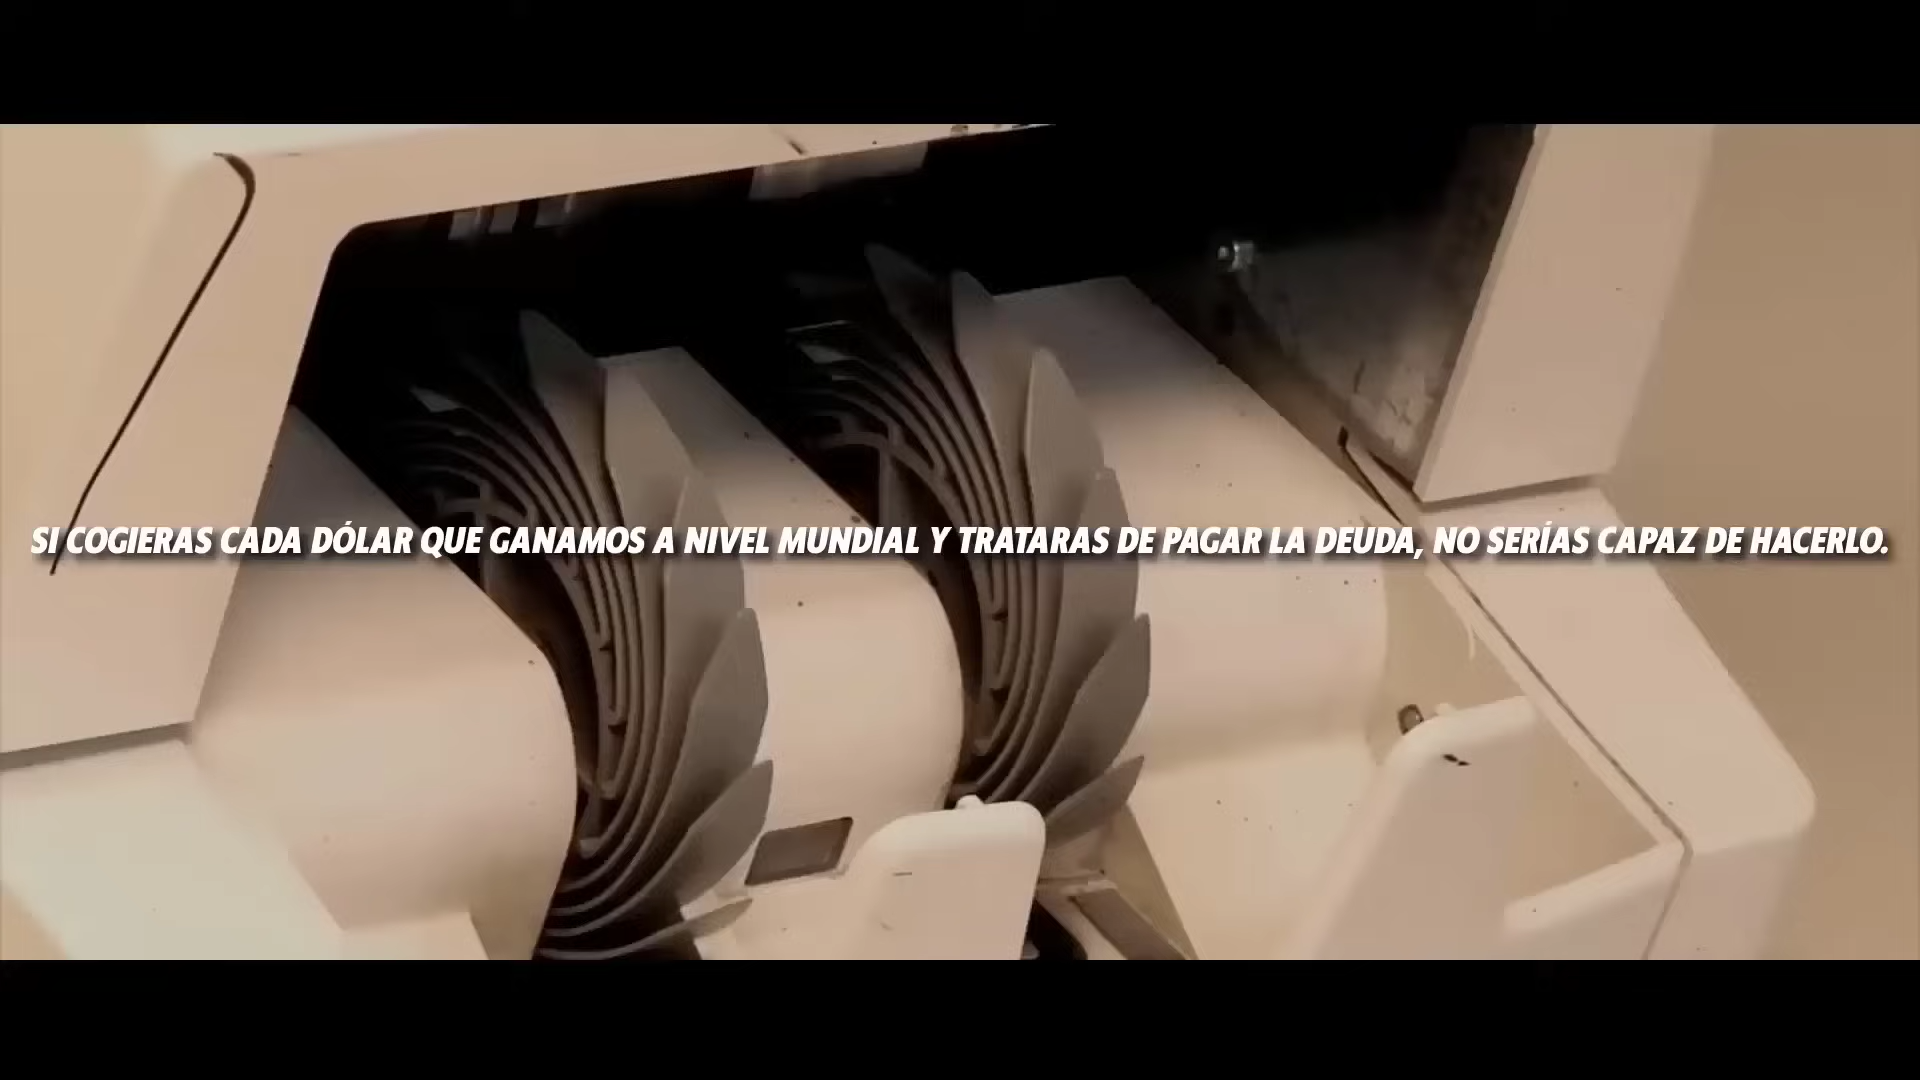 SI COGIERAS CADA DÓLAR QUE GANAMOS A NIVEL MUNDIAL Y TRATARAS DE PAGAR LA DEUDA, NO SERÍAS CAPAZ DE HACERLO.